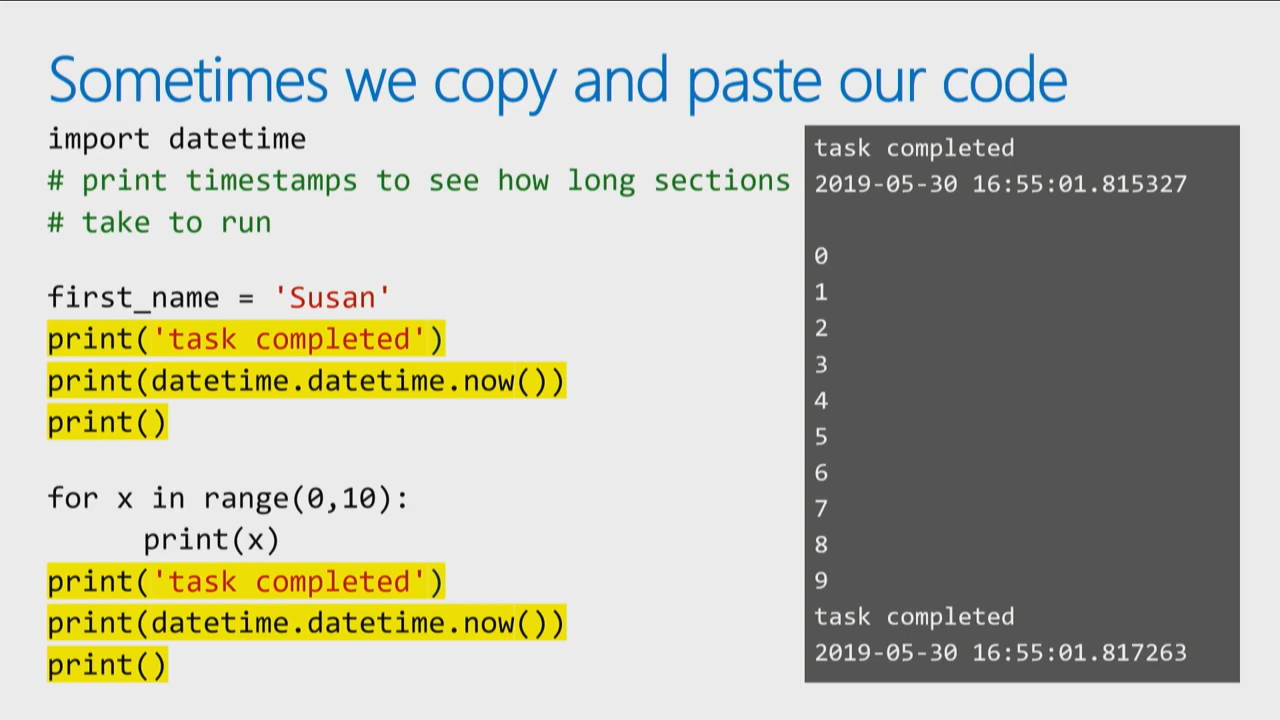 Sometimes we copy and paste our code
import datetime
# print timestamps to see how long sections
# take to run
first_name = 'Susan'
print('task completed')
print(datetime.datetime.now())
print()
for x in range(0,10):
print(x)
print('task completed')
print(datetime.datetime.now())
print()
task completed
2019-05-30 16:55:01.815327
0
1
2
3
4
5
6
7
8
9
task completed
2019-05-30 16:55:01.817263